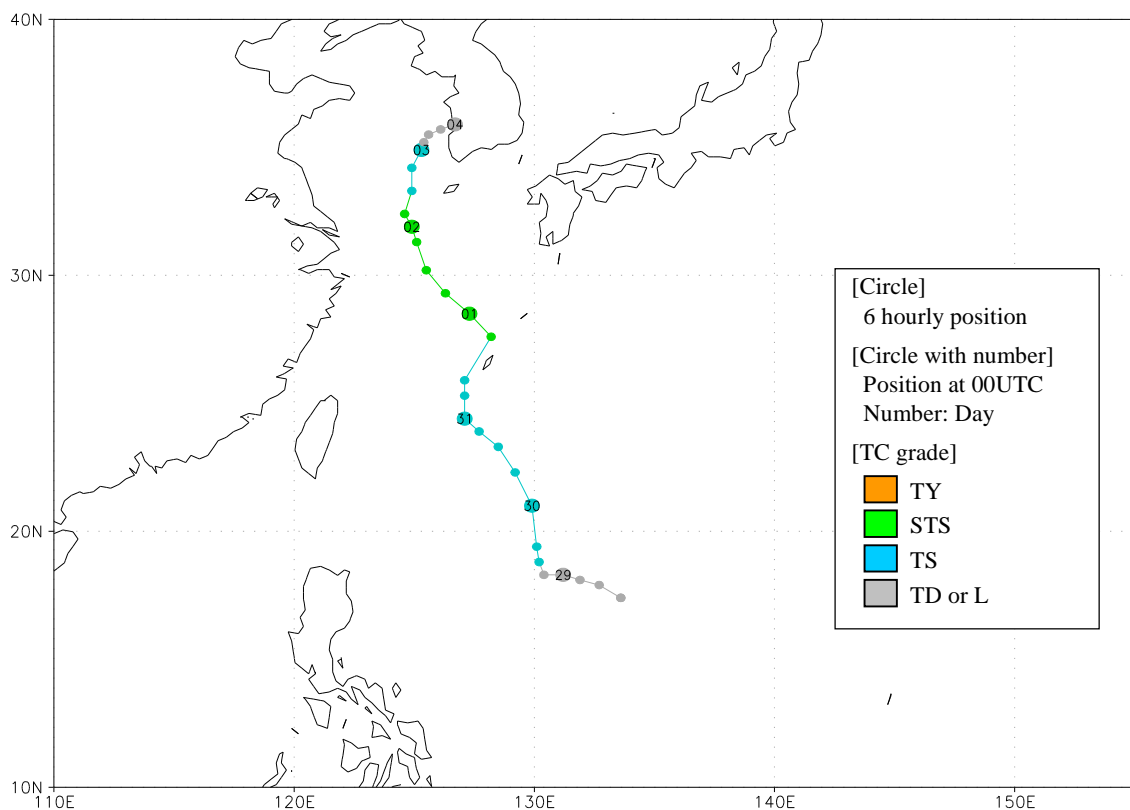 40N
04
03
02
30N
01
31
30
20N
29
10N
110E
120E
130E
140E
150E
[Circle]
6 hourly position
[Circle with number]
Position at 00UTC
Number: Day
[TC grade]
TY
STS
TS
TD or L